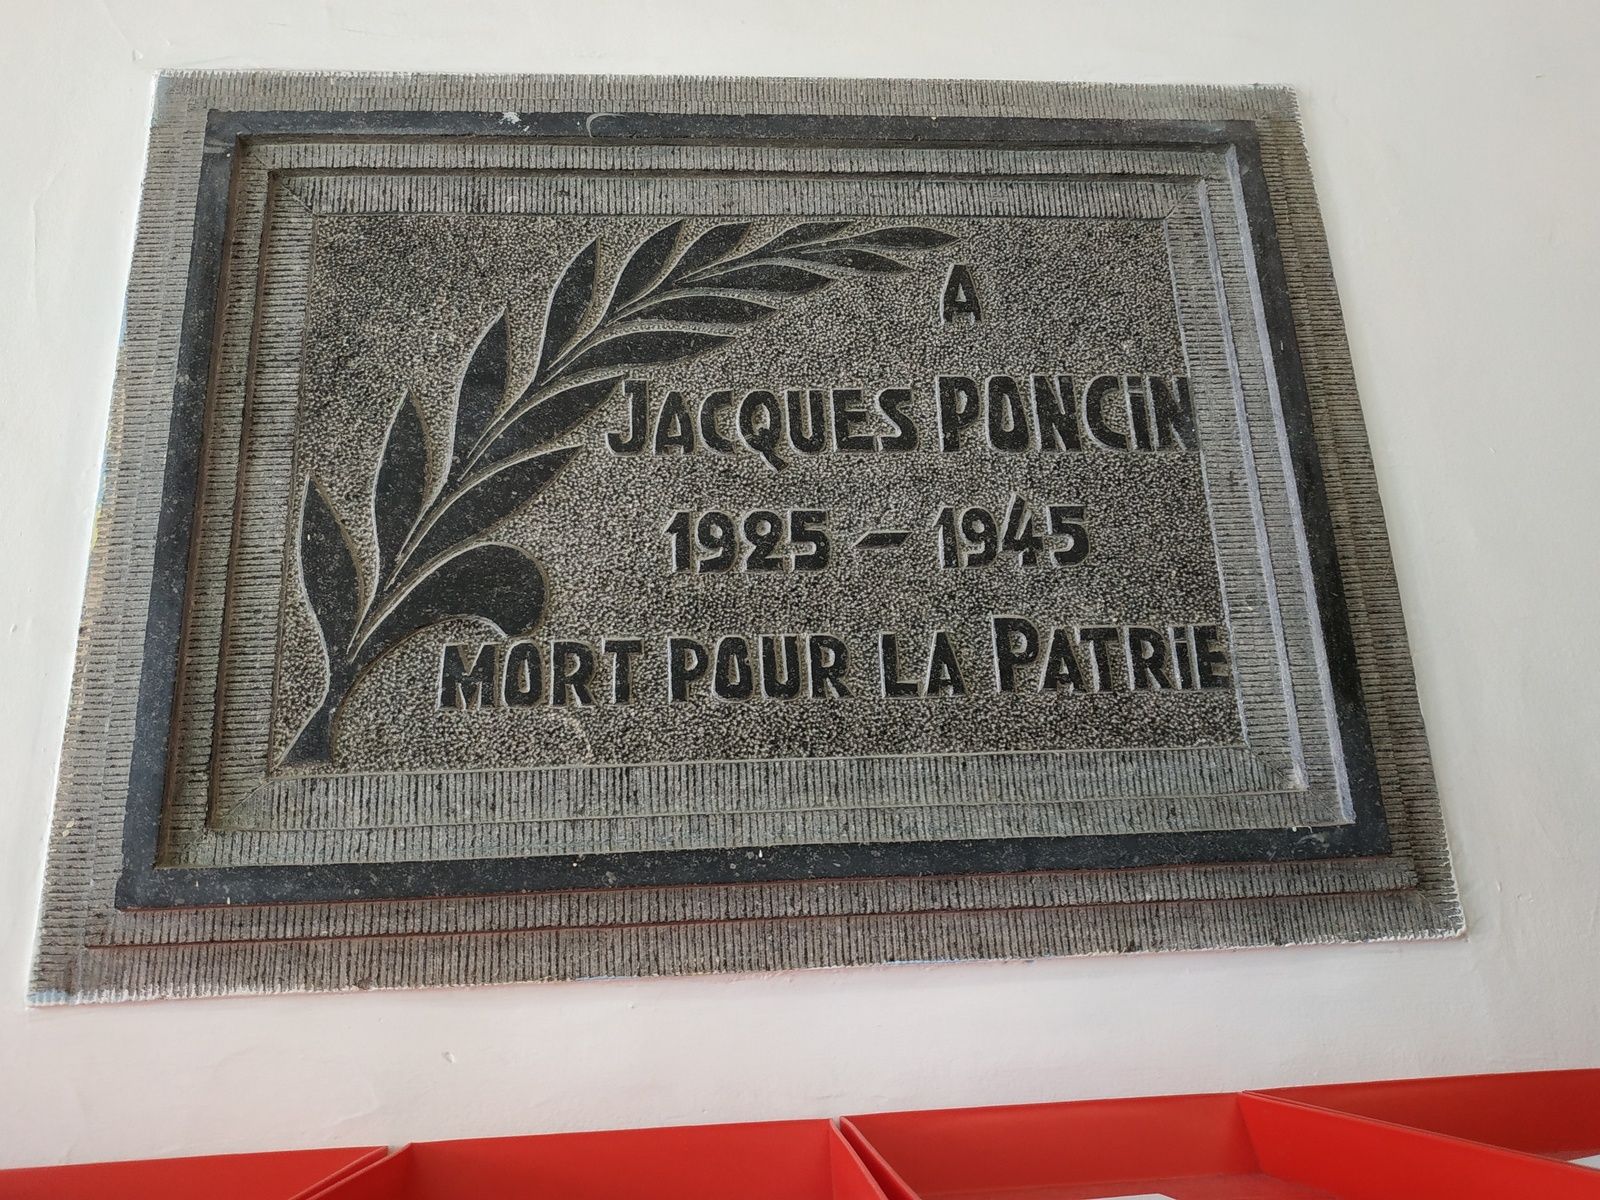 A
JACQUES PONCiN
1925 - 1945
MORT POUR LA PATRiE